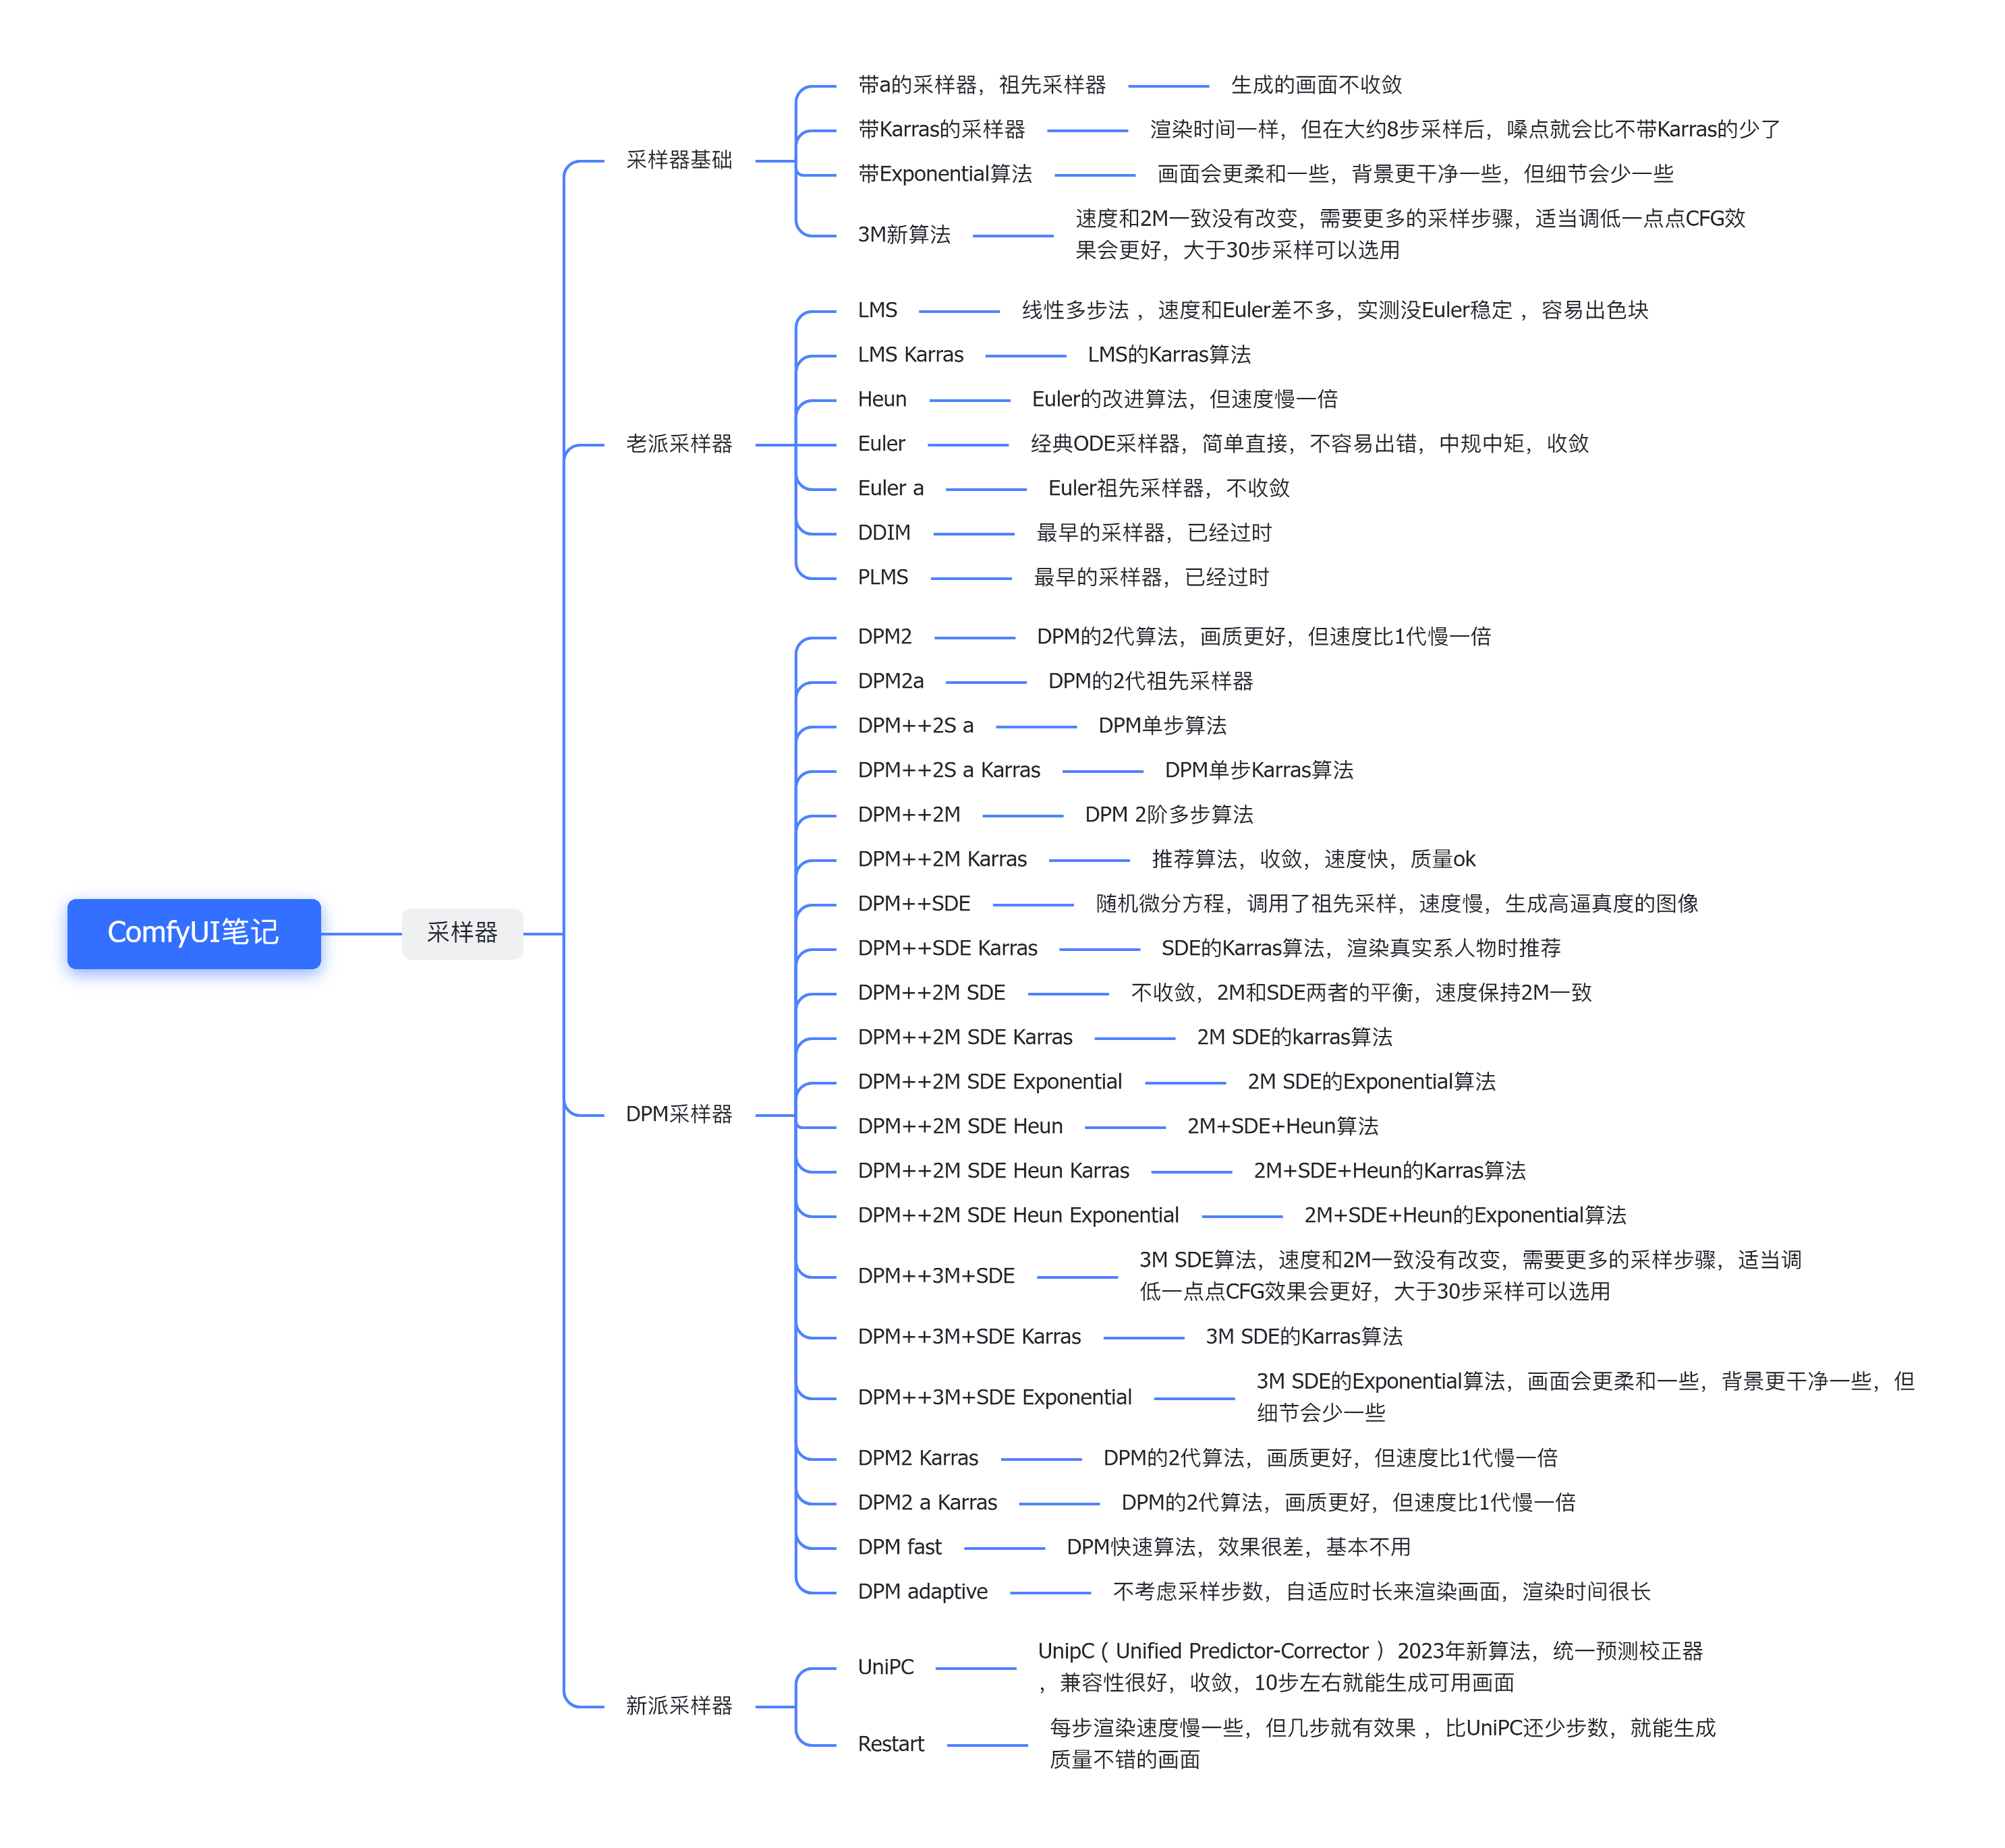 ComfyUI笔记
采样器
采样器基础
带a的采样器，祖先采样器
生成的画面不收敛
带Karras的采样器
渲染时间一样，但在大约8步采样后，嗓点就会比不带Karras的少了
带Exponential算法
画面会更柔和一些，背景更干净一些，但细节会少一些
3M新算法
速度和2M一致没有改变，需要更多的采样步骤，适当调低一点点CFG效
果会更好，大于30步采样可以选用
老派采样器
LMS
线性多步法 ，速度和Euler差不多，实测没Euler稳定 ，容易出色块
LMS Karras
LMS的Karras算法
Heun
Euler的改进算法，但速度慢一倍
Euler
经典ODE采样器，简单直接，不容易出错，中规中矩，收敛
Euler a
Euler祖先采样器，不收敛
DDIM
最早的采样器，已经过时
PLMS
最早的采样器，已经过时
DPM采样器
DPM2
DPM的2代算法，画质更好，但速度比1代慢一倍
DPM2a
DPM的2代祖先采样器
DPM++2S a
DPM单步算法
DPM++2S a Karras
DPM单步Karras算法
DPM++2M
DPM 2阶多步算法
DPM++2M Karras
推荐算法，收敛，速度快，质量ok
DPM++SDE
随机微分方程，调用了祖先采样，速度慢，生成高逼真度的图像
DPM++SDE Karras
SDE的Karras算法，渲染真实系人物时推荐
DPM++2M SDE
不收敛，2M和SDE两者的平衡，速度保持2M一致
DPM++2M SDE Karras
2M SDE的karras算法
DPM++2M SDE Exponential
2M SDE的Exponential算法
DPM++2M SDE Heun
2M+SDE+Heun算法
DPM++2M SDE Heun Karras
2M+SDE+Heun的Karras算法
DPM++2M SDE Heun Exponential
2M+SDE+Heun的Exponential算法
DPM++3M+SDE
3M SDE算法，速度和2M一致没有改变，需要更多的采样步骤，适当调
低一点点CFG效果会更好，大于30步采样可以选用
DPM++3M+SDE Karras
3M SDE的Karras算法
DPM++3M+SDE Exponential
3M SDE的Exponential算法，画面会更柔和一些，背景更干净一些，但
细节会少一些
DPM2 Karras
DPM的2代算法，画质更好，但速度比1代慢一倍
DPM2 a Karras
DPM的2代算法，画质更好，但速度比1代慢一倍
DPM fast
DPM快速算法，效果很差，基本不用
DPM adaptive
不考虑采样步数，自适应时长来渲染画面，渲染时间很长
新派采样器
UniPC
UnipC ( Unified Predictor-Corrector ） 2023年新算法，统一预测校正器
，兼容性很好，收敛，10步左右就能生成可用画面
Restart
每步渲染速度慢一些，但几步就有效果 ，比UniPC还少步数，就能生成
质量不错的画面